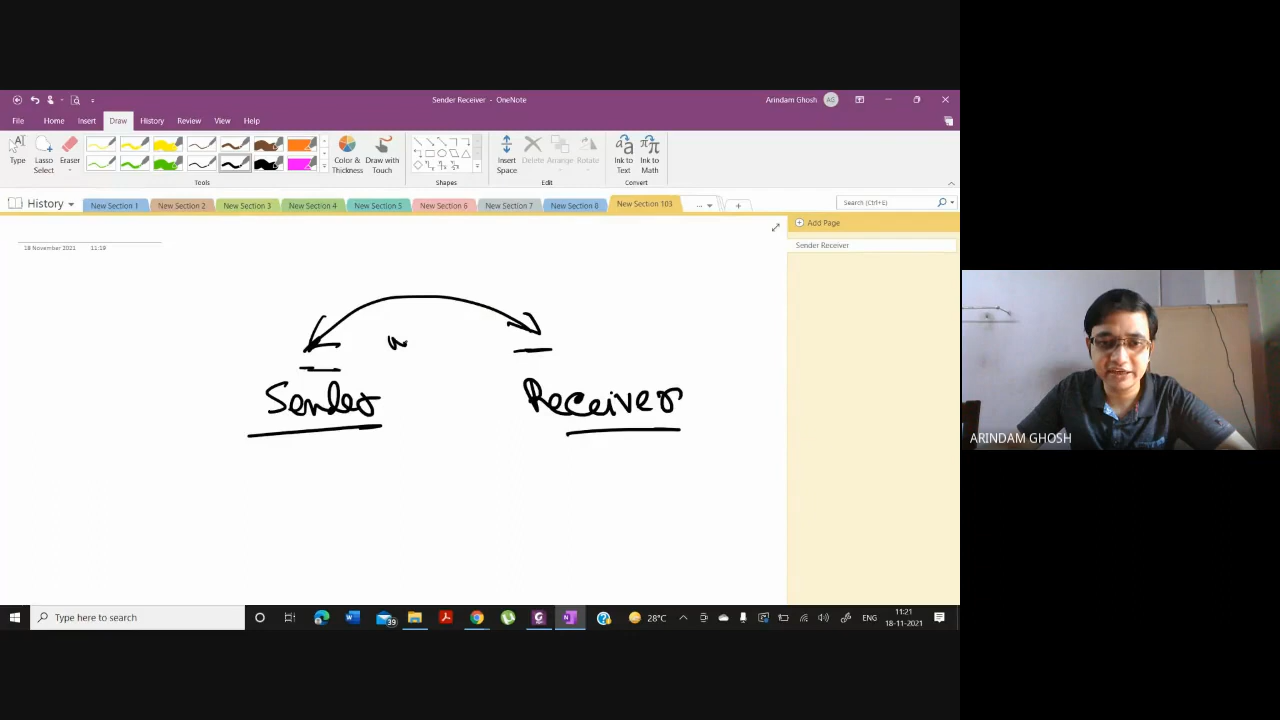 Sender Receiver - OneNote
Arindam Ghosh AG
File Home Insert Draw History Review View Help
Type
Lasso Select
Eraser
Color & Thickness
Draw with Touch
Insert Space
Delete
Arrange
Rotate
Ink to Text
Ink to Math
Tools
Shapes
Edit
Convert
History
New Section 1
New Section 2
New Section 3
New Section 4
New Section 5
New Section 6
New Section 7
New Section 8
New Section 103
...
Search (Ctrl+E)
Add Page
Sender Receiver
18 November 2021 11:19
Sender Receiver
ARINDAM GHOSH
Type here to search
39
28°C
ENG
11:21
18-11-2021